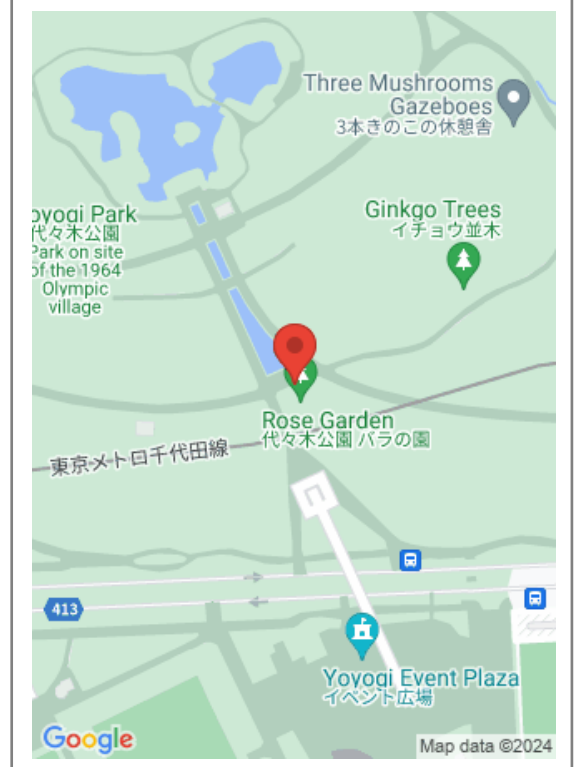 Three Mushrooms
Gazeboes
3本きのこの休憩舎
Ginkgo Trees
イチョウ並木
oyogi Park
代々木公園
Park on site
of the 1964
Olympic
village
Rose Garden
代々木公園 バラの園
東京メトロ千代田線
413
Yoyogi Event Plaza
イベント広場
Google
Map data ©2024